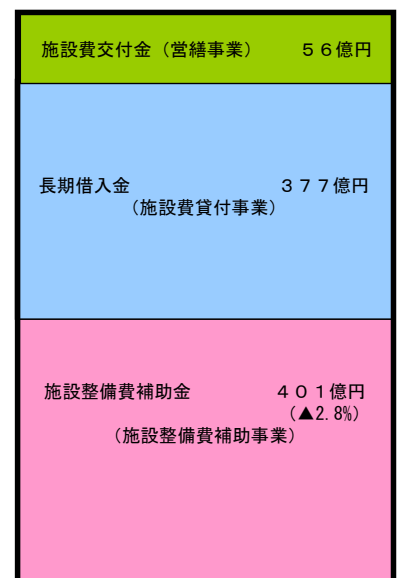 施設費交付金（営繕事業）　　５６億円
長期借入金　　　　　　　　３７７億円
（施設費貸付事業）
施設整備費補助金　　　　　４０１億円
（▲2.8%）
（施設整備費補助事業）